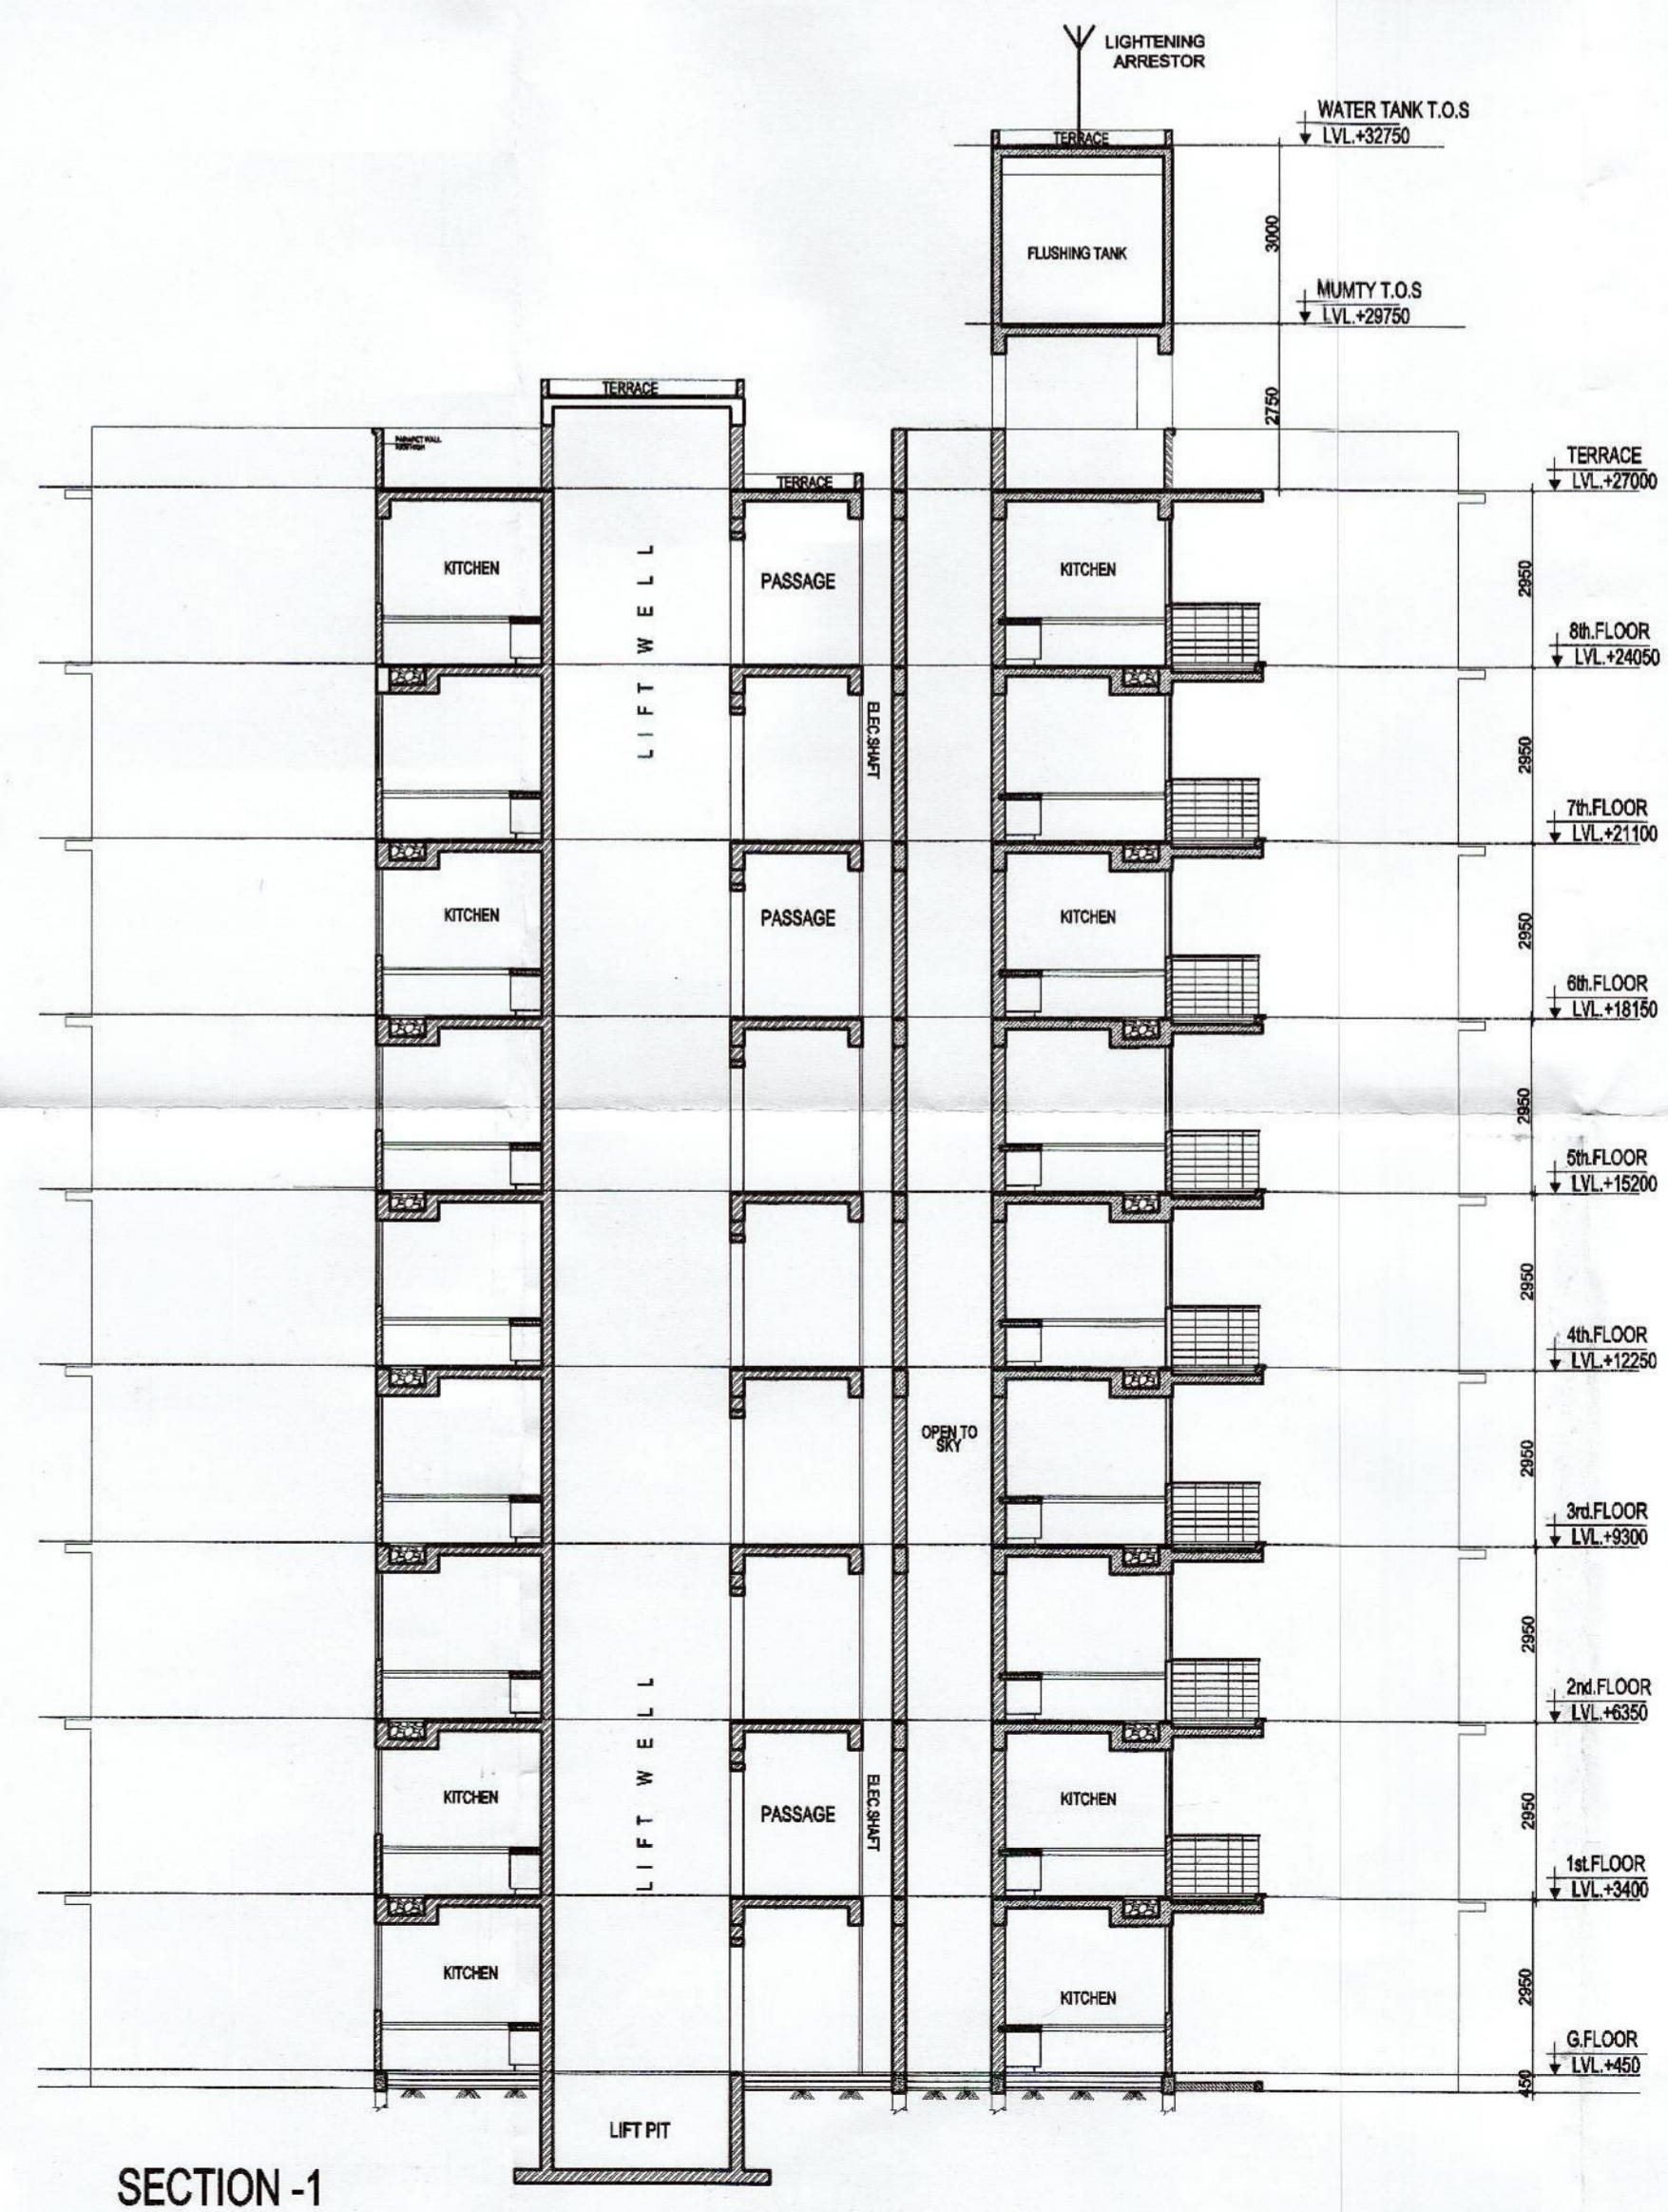 LIGHTENING
ARRESTOR
WATER TANK T.O.S
LVL.+32750
TERRACE
3000
FLUSHING TANK
MUMTY T.O.S
LVL.+29750
TERRACE
2750
PARAPET WALL
TERRACE
LVL.+27000
TERRACE
KITCHEN
LIFT WELL
PASSAGE
KITCHEN
2950
8th.FLOOR
LVL.+24050
ELEC.SHAFT
2950
7th.FLOOR
LVL.+21100
KITCHEN
PASSAGE
KITCHEN
2950
6th.FLOOR
LVL.+18150
2950
5th.FLOOR
LVL.+15200
2950
4th.FLOOR
LVL.+12250
OPEN TO
SKY
2950
3rd.FLOOR
LVL.+9300
2950
2nd.FLOOR
LVL.+6350
LIFT WELL
KITCHEN
PASSAGE
ELEC.SHAFT
KITCHEN
2950
1st.FLOOR
LVL.+3400
KITCHEN
KITCHEN
2950
G.FLOOR
LVL.+450
450
LIFT PIT
SECTION -1